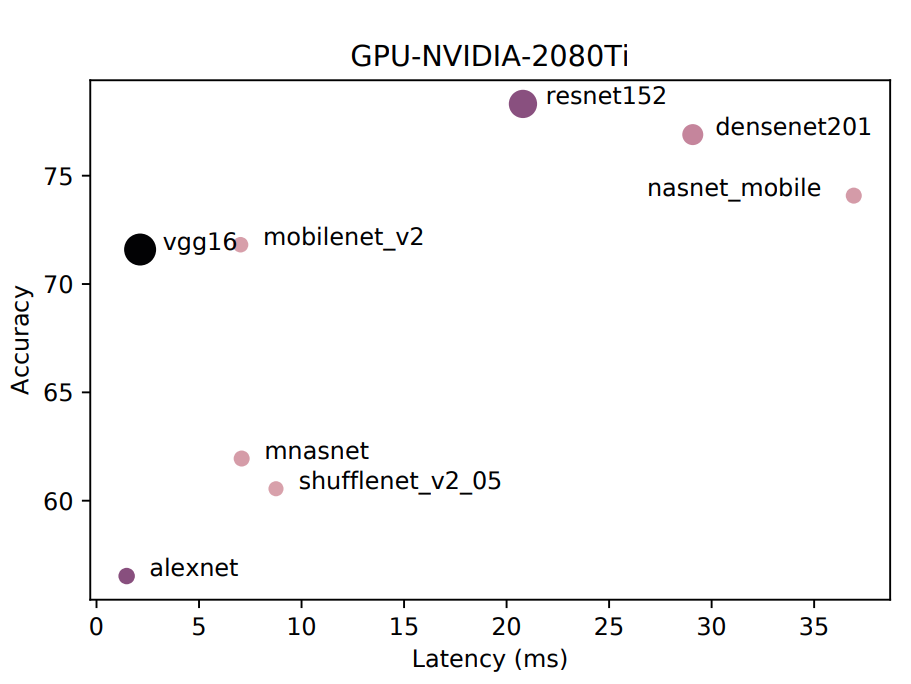 GPU-NVIDIA-2080Ti
resnet152
densenet201
nasnet_mobile
vgg16
mobilenet_v2
mnasnet
shufflenet_v2_05
alexnet
Accuracy
75
70
65
60
0 5 10 15 20 25 30 35
Latency (ms)